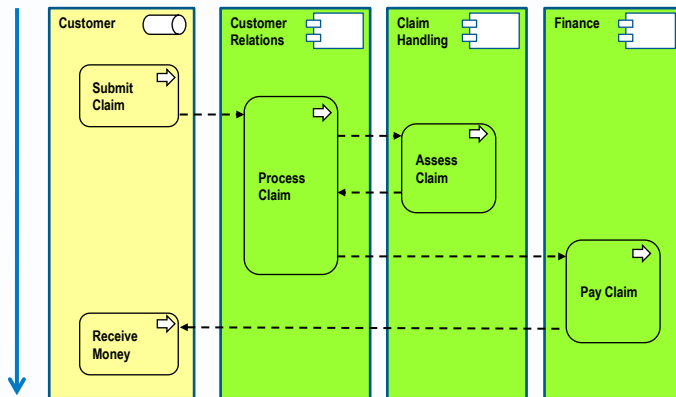 Customer
Customer
Relations
Claim
Handling
Finance
Submit
Claim
Process
Claim
Assess
Claim
Pay Claim
Receive
Money